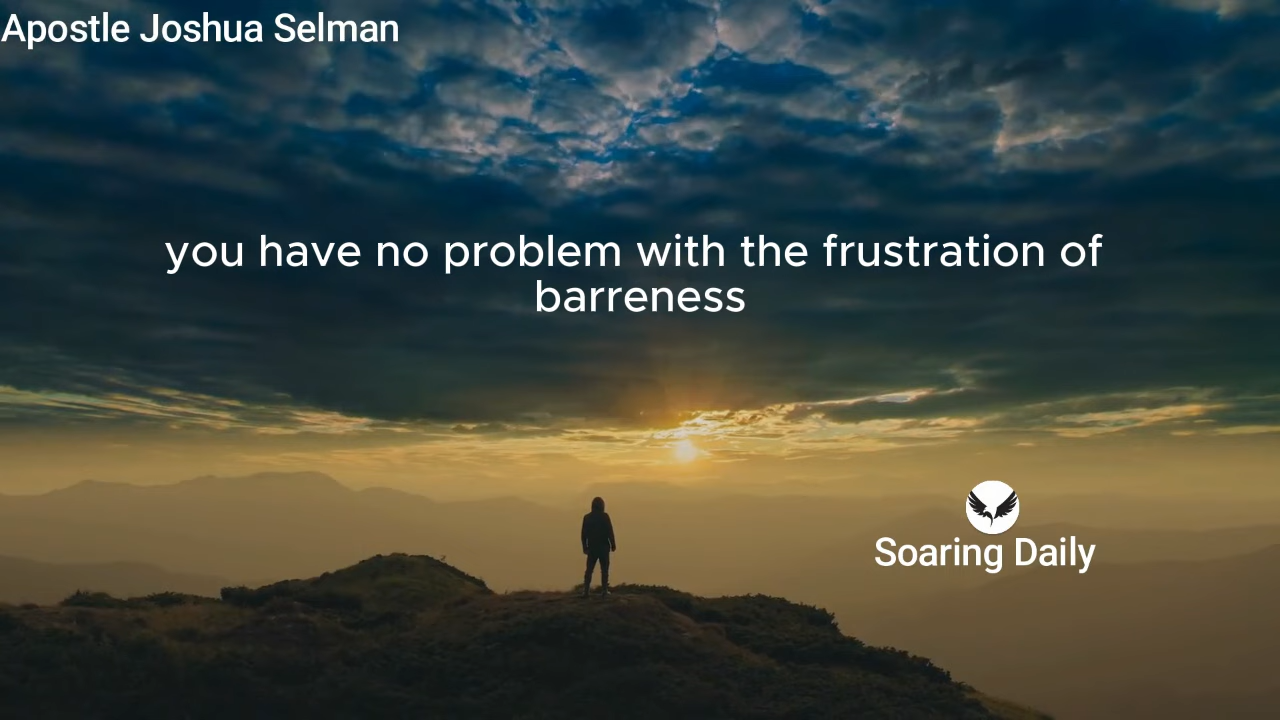 Apostle Joshua Selman
you have no problem with the frustration of
barreness
Soaring Daily